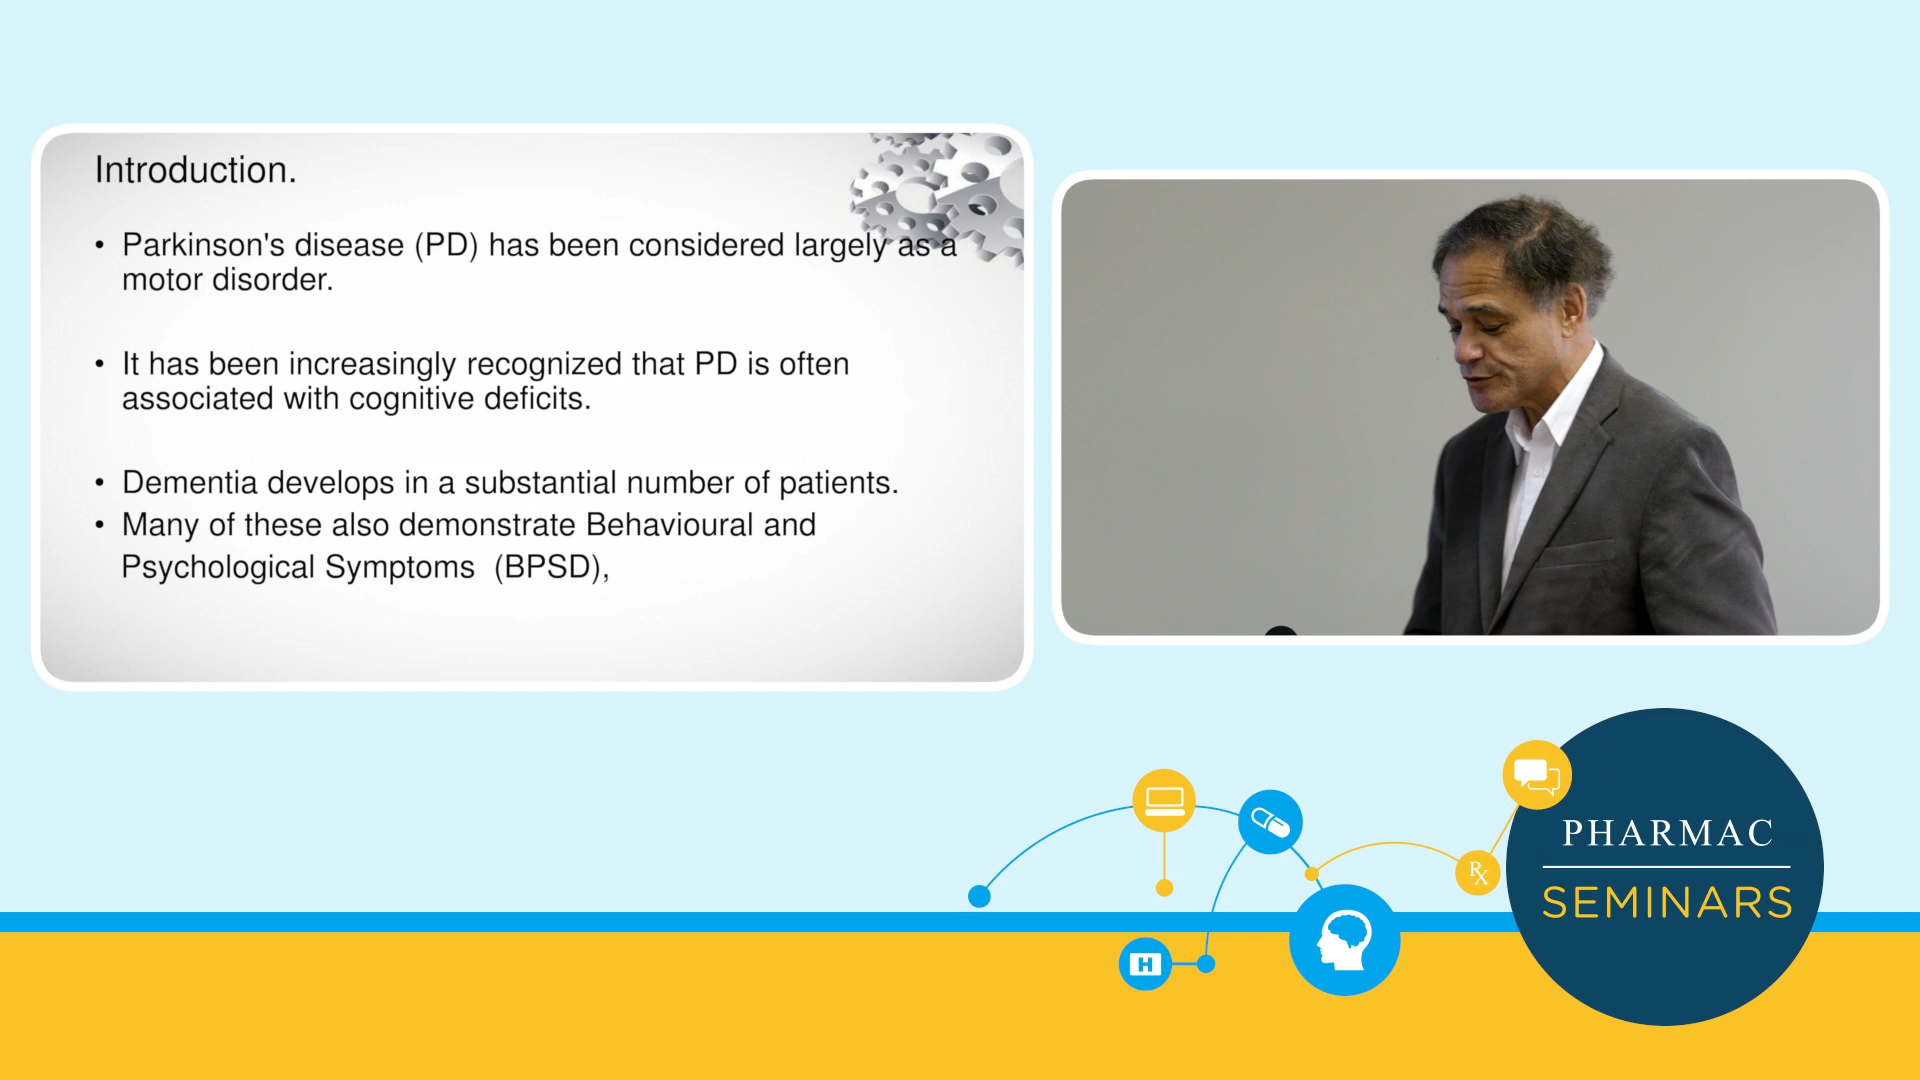 Introduction.
• Parkinson's disease (PD) has been considered largely as a
motor disorder.
• It has been increasingly recognized that PD is often
associated with cognitive deficits.
• Dementia develops in a substantial number of patients.
• Many of these also demonstrate Behavioural and
Psychological Symptoms (BPSD),
PHARMAC
SEMINARS
Rx
H